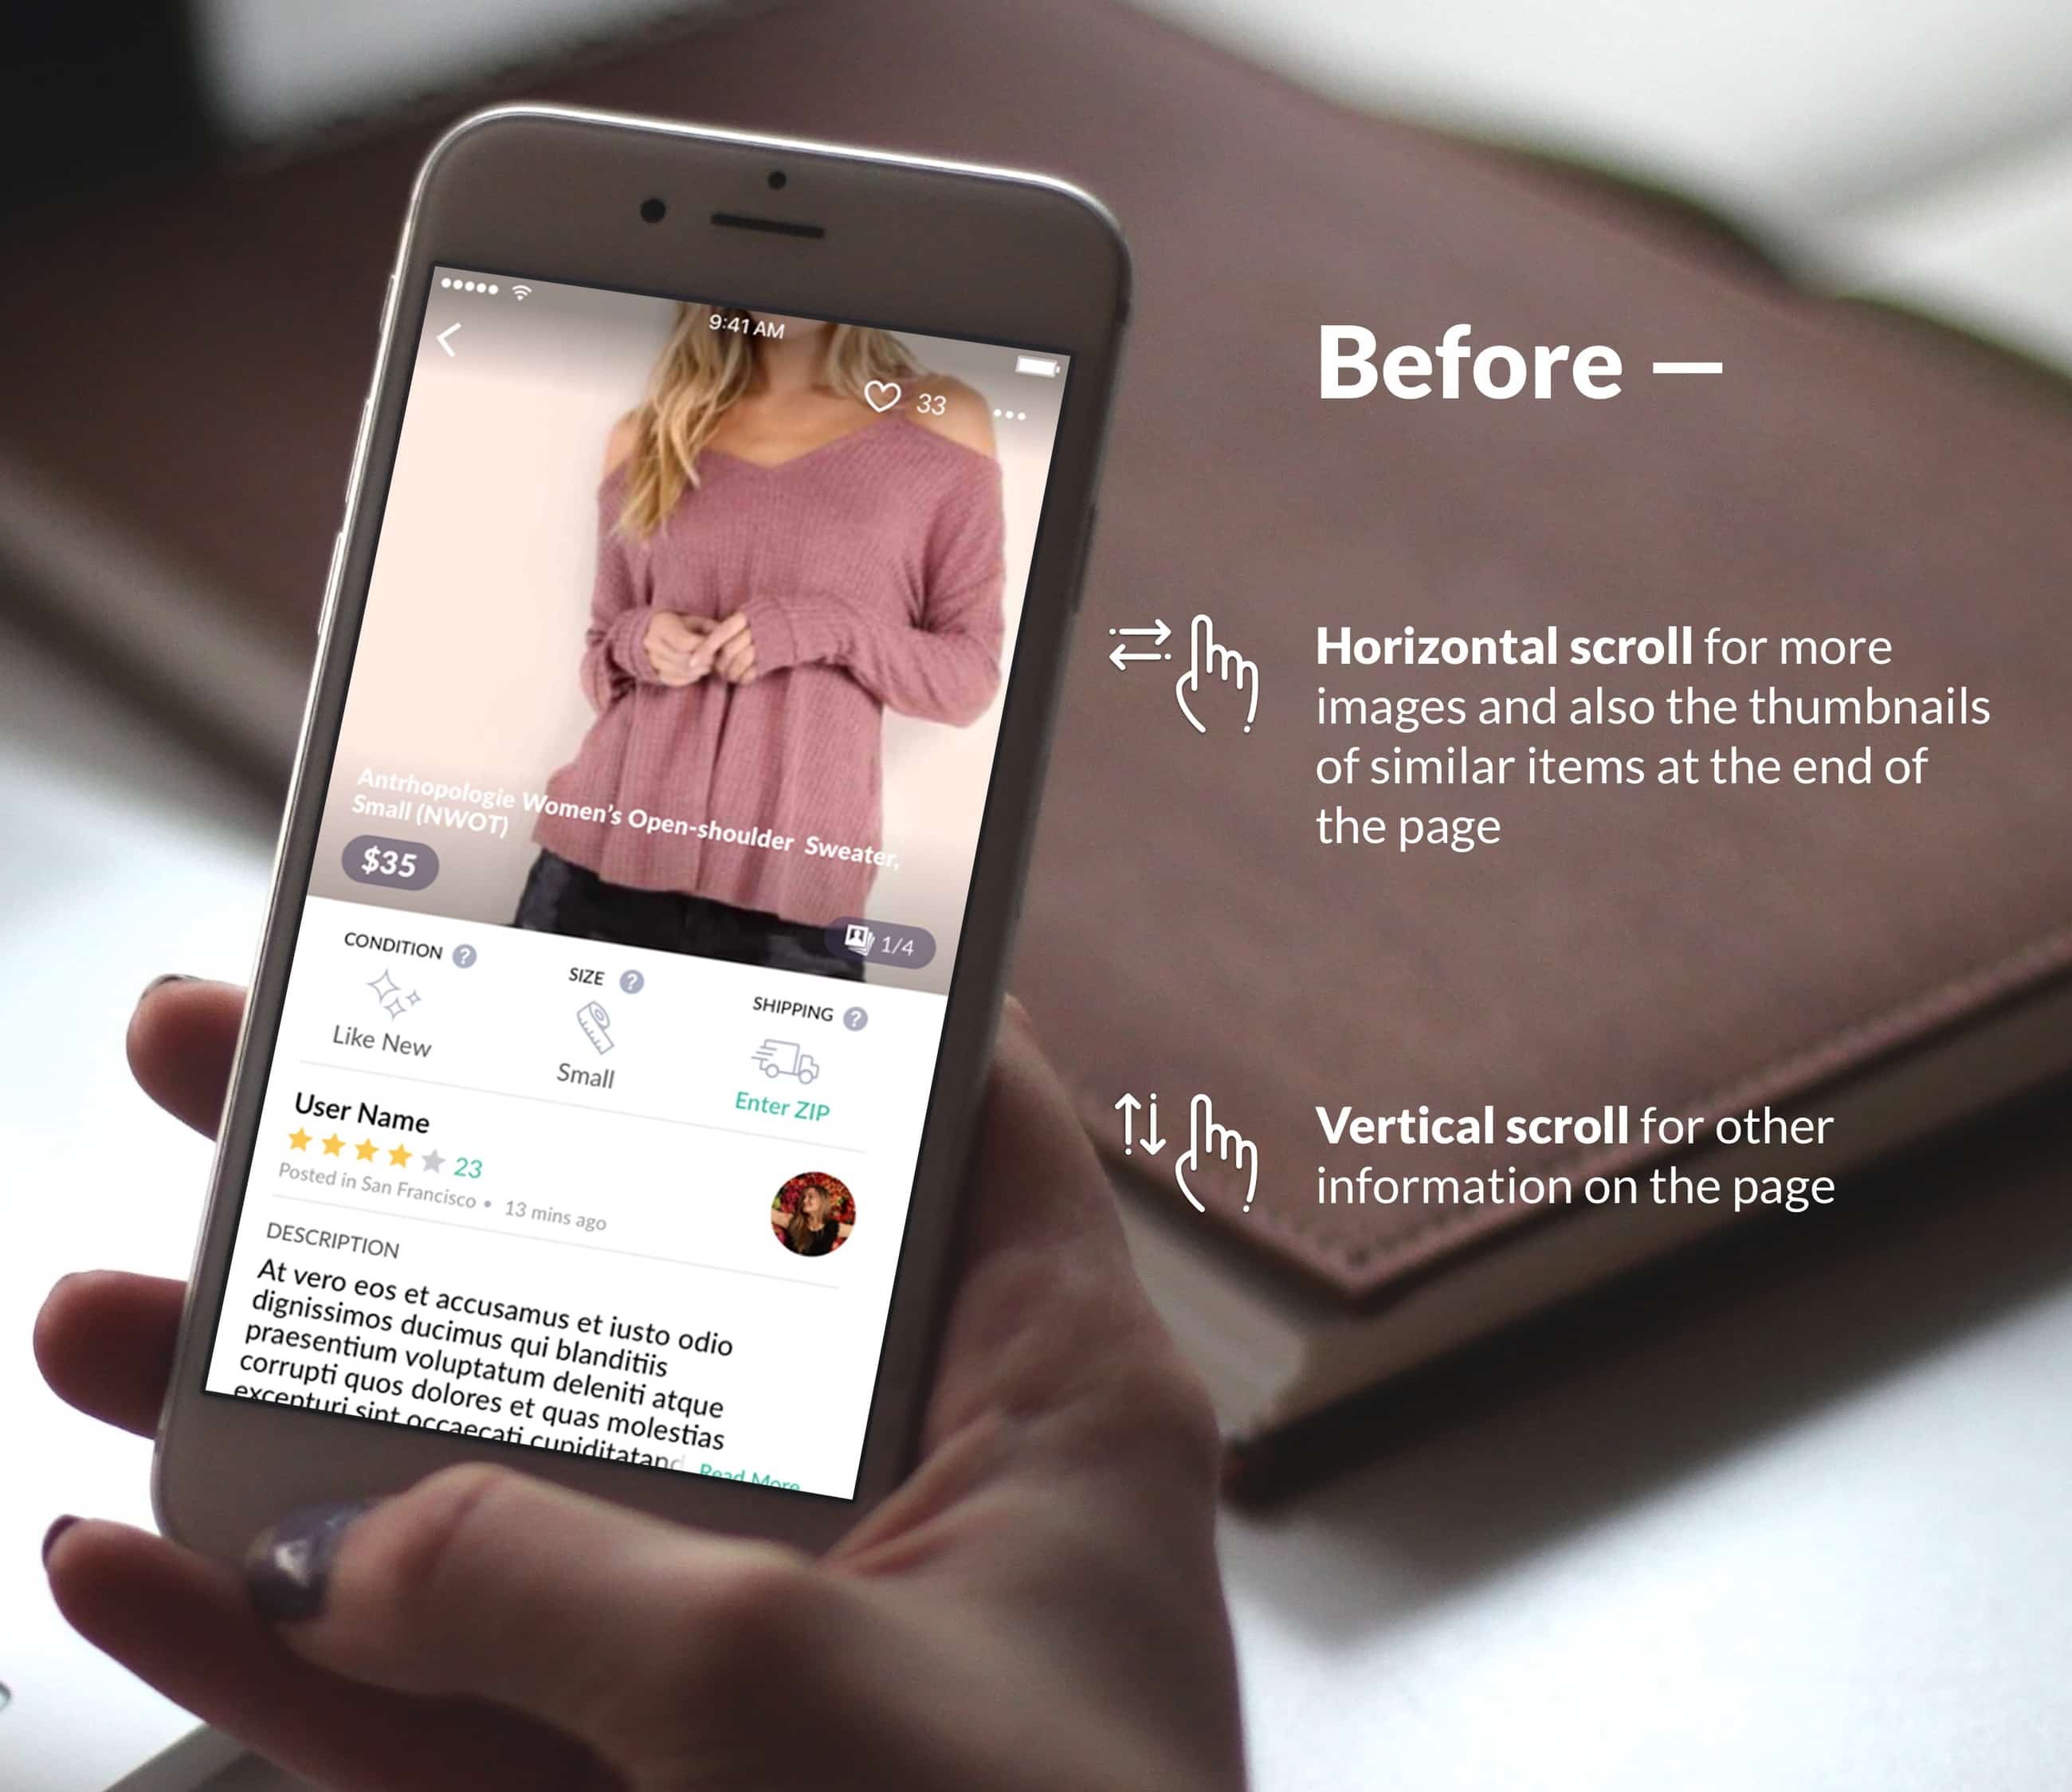 9:41 AM
33
Antrhopologie Women's Open-shoulder Sweater,
Small (NWOT)
$35
1/4
CONDITION ?
Like New
SIZE ?
Small
SHIPPING ?
Enter ZIP
User Name
23
Posted in San Francisco • 13 mins ago
DESCRIPTION
At vero eos et accusamus et iusto odio
dignissimos ducimus qui blanditiis
praesentium voluptatum deleniti atque
corrupti quos dolores et quas molestias
excepturi sint occaecati cupiditatand
Read More
Before —
Horizontal scroll for more
images and also the thumbnails
of similar items at the end of
the page
Vertical scroll for other
information on the page